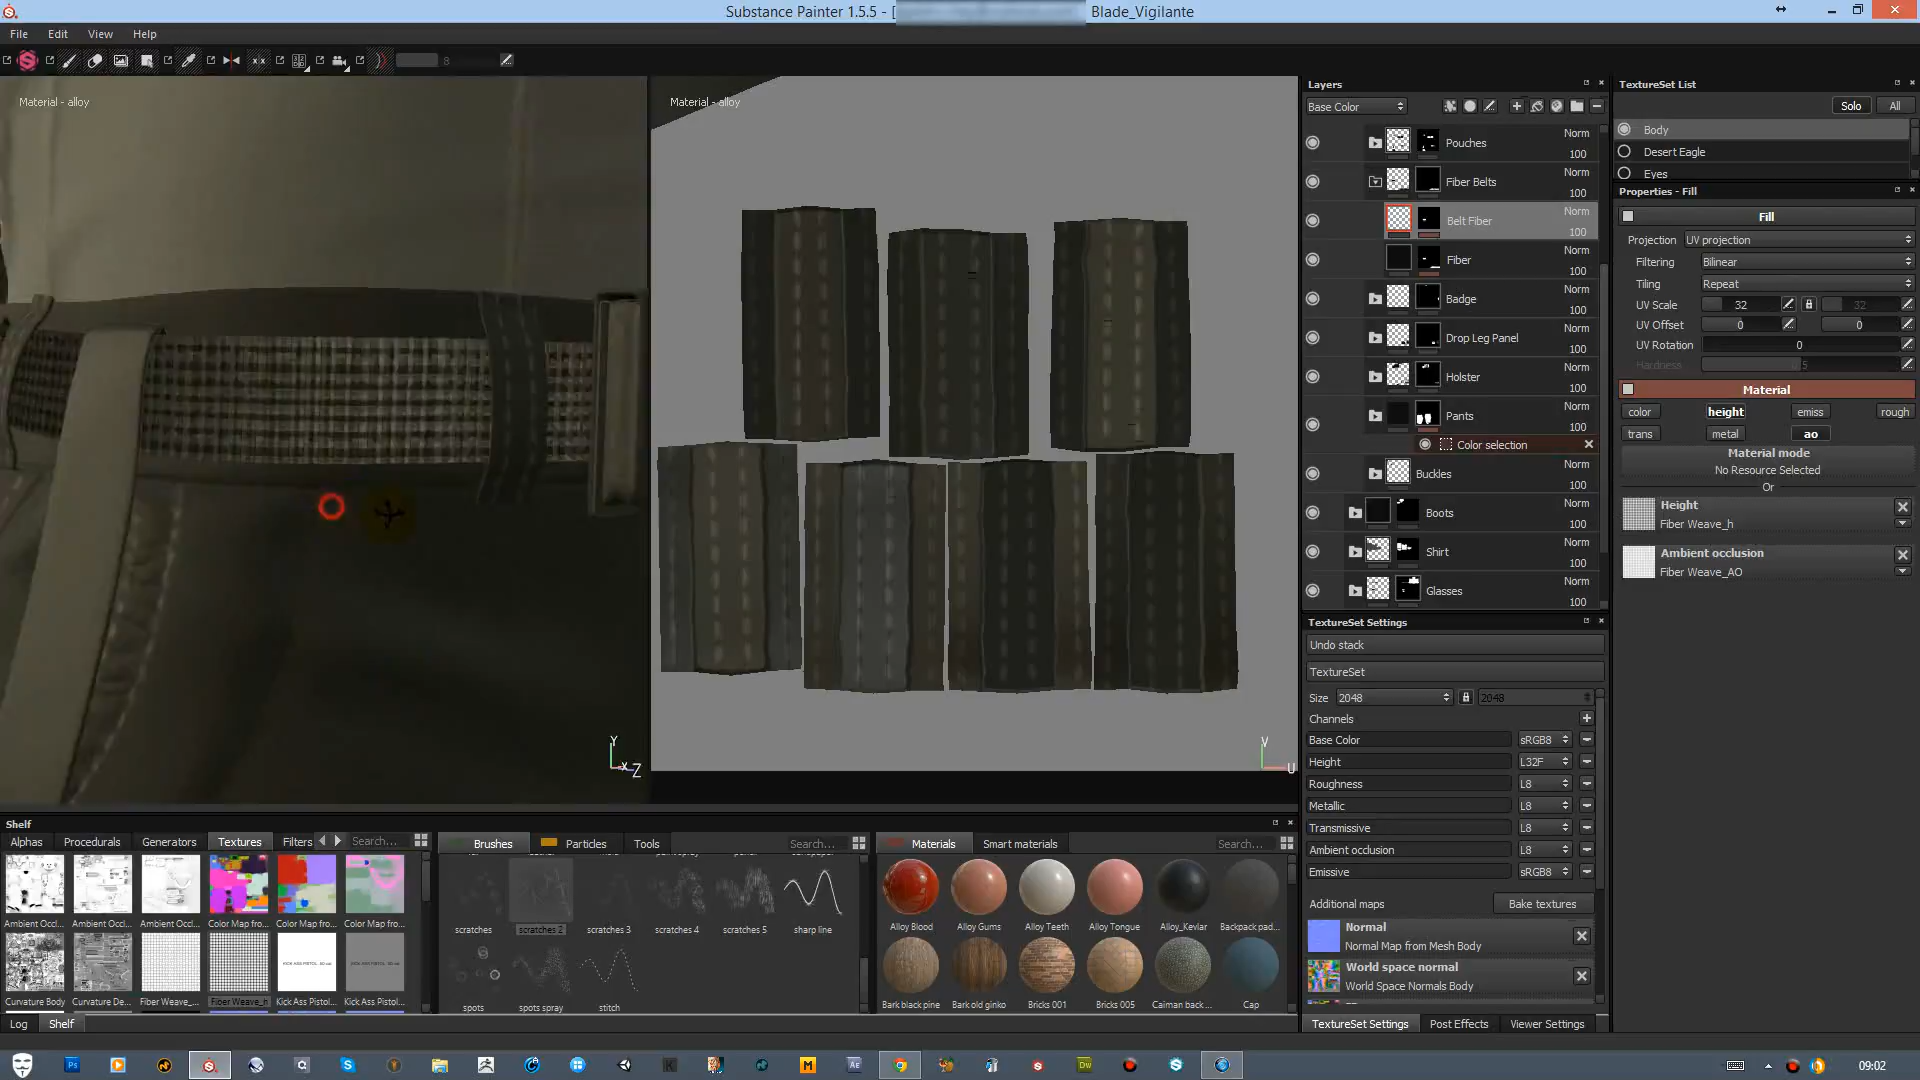 Substance Painter 1.5.5 - [
Blade_Vigilante
File Edit View Help
8
Material - alloy
Material - alloy
Y
X
Z
V
U
Layers
Base Color
Pouches
Norm
100
Fiber Belts
Norm
100
Belt Fiber
Norm
100
Fiber
Norm
100
Badge
Norm
100
Drop Leg Panel
Norm
100
Holster
Norm
100
Pants
Norm
100
Color selection
Buckles
Norm
100
Boots
Norm
100
Shirt
Norm
100
Glasses
Norm
100
TextureSet Settings
Undo stack
TextureSet
Size 2048 2048
Channels
Base Color sRGB8
Height L32F
Roughness L8
Metallic L8
Transmissive L8
Ambient occlusion L8
Emissive sRGB8
Additional maps Bake textures
Normal
Normal Map from Mesh Body
World space normal
World Space Normals Body
TextureSet Settings Post Effects Viewer Settings
TextureSet List
Solo All
Body
Desert Eagle
Eyes
Properties - Fill
Fill
Projection UV projection
Filtering Bilinear
Tiling Repeat
UV Scale 32 32
UV Offset 0 0
UV Rotation 0
Hardness
Material
color height emiss rough
trans metal ao
Material mode
No Resource Selected
Or
Height
Fiber Weave_h
Ambient occlusion
Fiber Weave_AO
Shelf
Alphas Procedurals Generators Textures Filters Search...
Ambient Occl... Ambient Occl... Ambient Occl... Color Map fro... Color Map fro... Color Map fro...
Curvature Body Curvature De... Fiber Weave_... Fiber Weave_h Kick Ass Pistol... Kick Ass Pistol...
Brushes Particles Tools Search...
scratches scratches 2 scratches 3 scratches 4 scratches 5 sharp line
spots spots spray stitch
Materials Smart materials Search...
Alloy Blood Alloy Gums Alloy Teeth Alloy Tongue Alloy_Kevlar Backpack pad...
Bark black pine Bark old ginko Bricks 001 Bricks 005 Caiman back ... Cap
Log Shelf
09:02